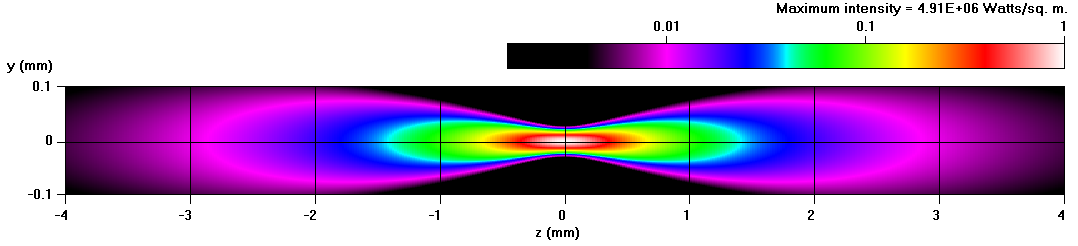 Maximum intensity = 4.91E+06 Watts/sq. m.
0.01 0.1 1
y (mm)
0.1
0
-0.1
-4 -3 -2 -1 0 1 2 3 4
z (mm)